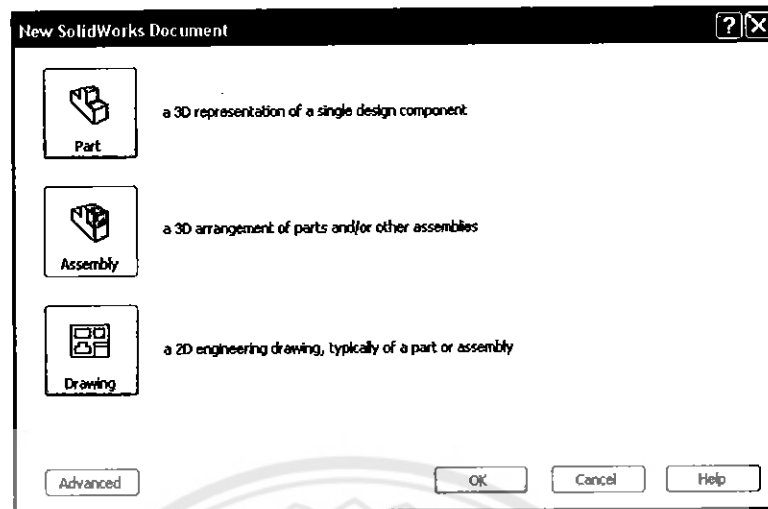 New SolidWorks Document
Part
a 3D representation of a single design component
Assembly
a 3D arrangement of parts and/or other assemblies
Drawing
a 2D engineering drawing, typically of a part or assembly
Advanced
OK
Cancel
Help